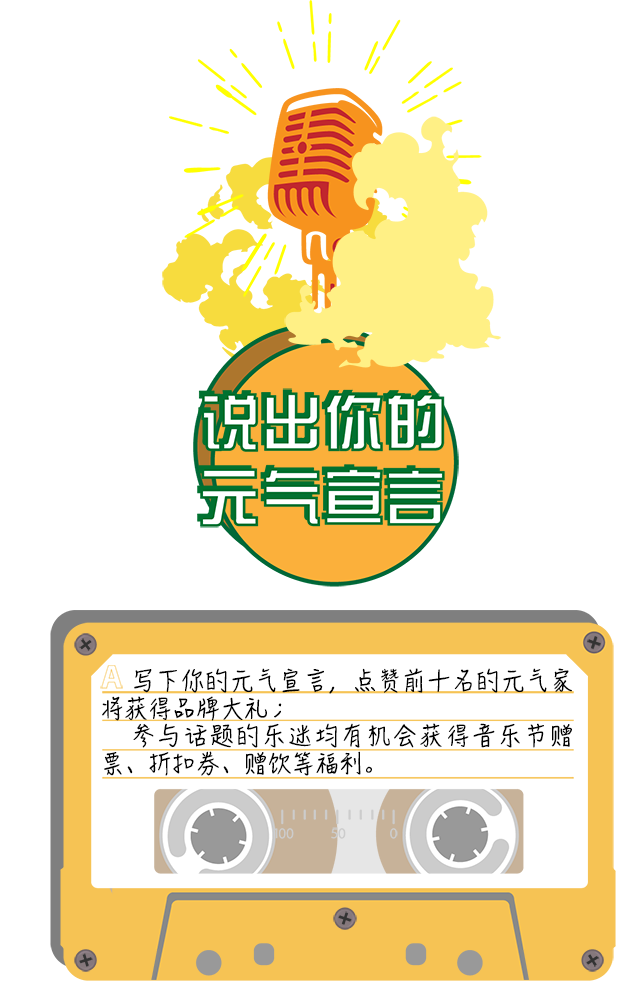 说出你的
元气宣言
A 写下你的元气宣言，点赞前十名的元气家
将获得品牌大礼；
参与话题的乐迷均有机会获得音乐节赠
票、折扣券、赠饮等福利。
100 50 0